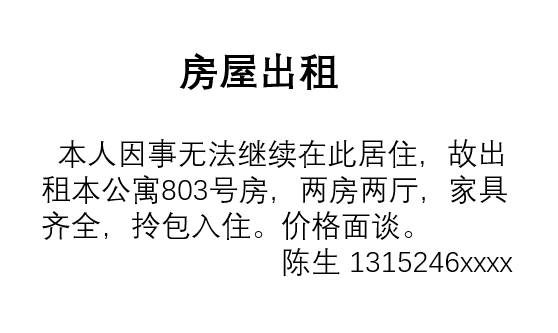 房屋出租
本人因事无法继续在此居住，故出
租本公寓803号房，两房两厅，家具
齐全，拎包入住。价格面谈。
陈生 1315246xxxx